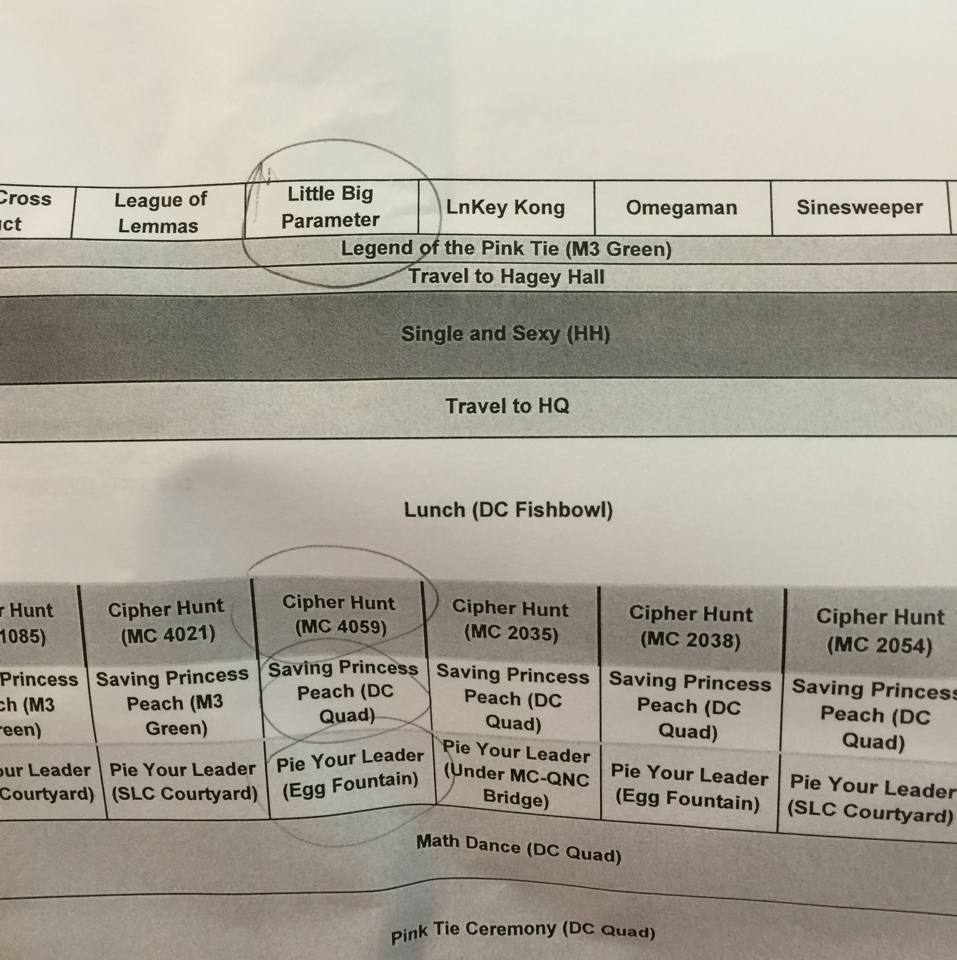 Cross
ct
League of
Lemmas
Little Big
Parameter
LnKey Kong
Omegaman
Sinesweeper
Legend of the Pink Tie (M3 Green)
Travel to Hagey Hall
Single and Sexy (HH)
Travel to HQ
Lunch (DC Fishbowl)
r Hunt
1085)
Cipher Hunt
(MC 4021)
Cipher Hunt
(MC 4059)
Cipher Hunt
(MC 2035)
Cipher Hunt
(MC 2038)
Cipher Hunt
(MC 2054)
Princess
ch (M3
reen)
Saving Princess
Peach (M3
Green)
Saving Princess
Peach (DC
Quad)
Saving Princess
Peach (DC
Quad)
Saving Princess
Peach (DC
Quad)
Saving Princess
Peach (DC
Quad)
our Leader
Courtyard)
Pie Your Leader
(SLC Courtyard)
Pie Your Leader
(Egg Fountain)
Pie Your Leader
(Under MC-QNC
Bridge)
Pie Your Leader
(Egg Fountain)
Pie Your Leader
(SLC Courtyard)
Math Dance (DC Quad)
Pink Tie Ceremony (DC Quad)